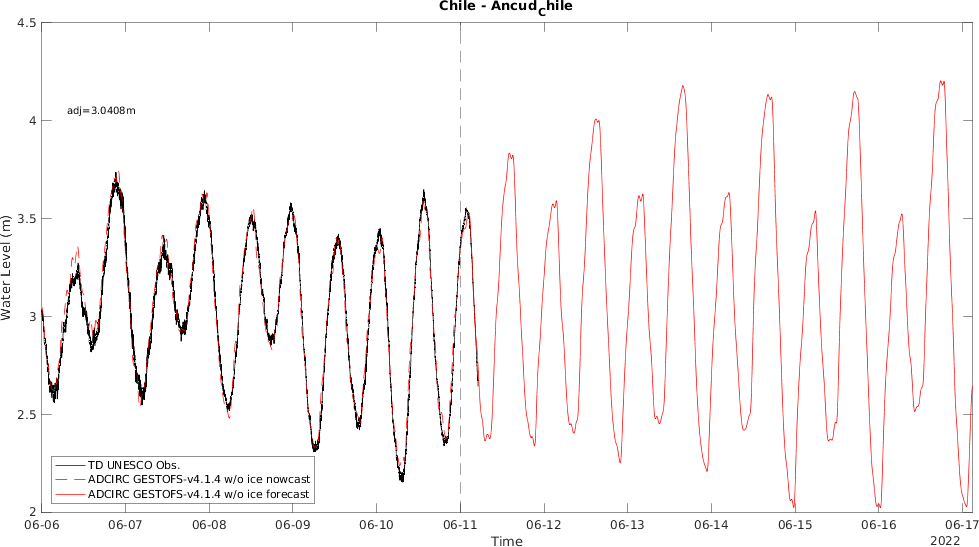 Chile - Ancud_Chile
4.5
adj=3.0408m
4
3.5
Water Level (m)
3
2.5
TD UNESCO Obs.
ADCIRC GESTOFS-v4.1.4 w/o ice nowcast
ADCIRC GESTOFS-v4.1.4 w/o ice forecast
2
06-06 06-07 06-08 06-09 06-10 06-11 06-12 06-13 06-14 06-15 06-16 06-17
Time 2022